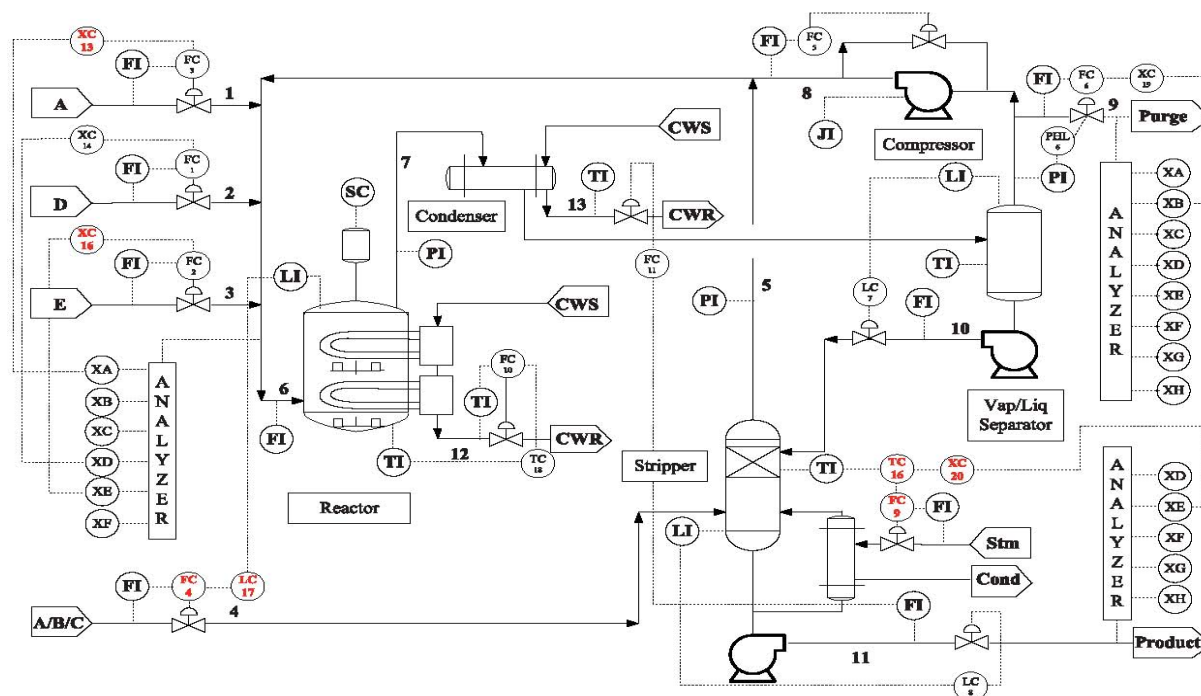 XC
13
FC
3
FI
A
1
XC
14
FC
1
FI
D
2
XC
16
FC
2
FI
E
3
LI
SC
7
PI
CWS
Condenser
TI
13
CWR
FC
11
CWS
FC
10
TI
12
CWR
TI
TC
18
6
FI
Reactor
XA
XB
XC
XD
XE
XF
ANALYZER
FI
FC
4
LC
17
A/B/C
4
FI
FC
5
8
JI
Compressor
FI
FC
6
XC
19
9
Purge
PHL
6
PI
LI
TI
LC
7
FI
10
5
PI
Vap/Liq
Separator
ANALYZER
XA
XB
XC
XD
XE
XF
XG
XH
Stripper
TI
TC
16
XC
20
FC
9
FI
LI
Stm
Cond
FI
11
LC
8
ANALYZER
XD
XE
XF
XG
XH
Product